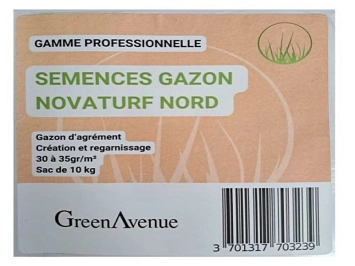 GAMME PROFESSIONNELLE
SEMENCES GAZON
NOVATURF NORD
Gazon d'agrément
Création et regarnissage
30 à 35gr/m²
Sac de 10 kg
GreenAvenue
3 701317 703239